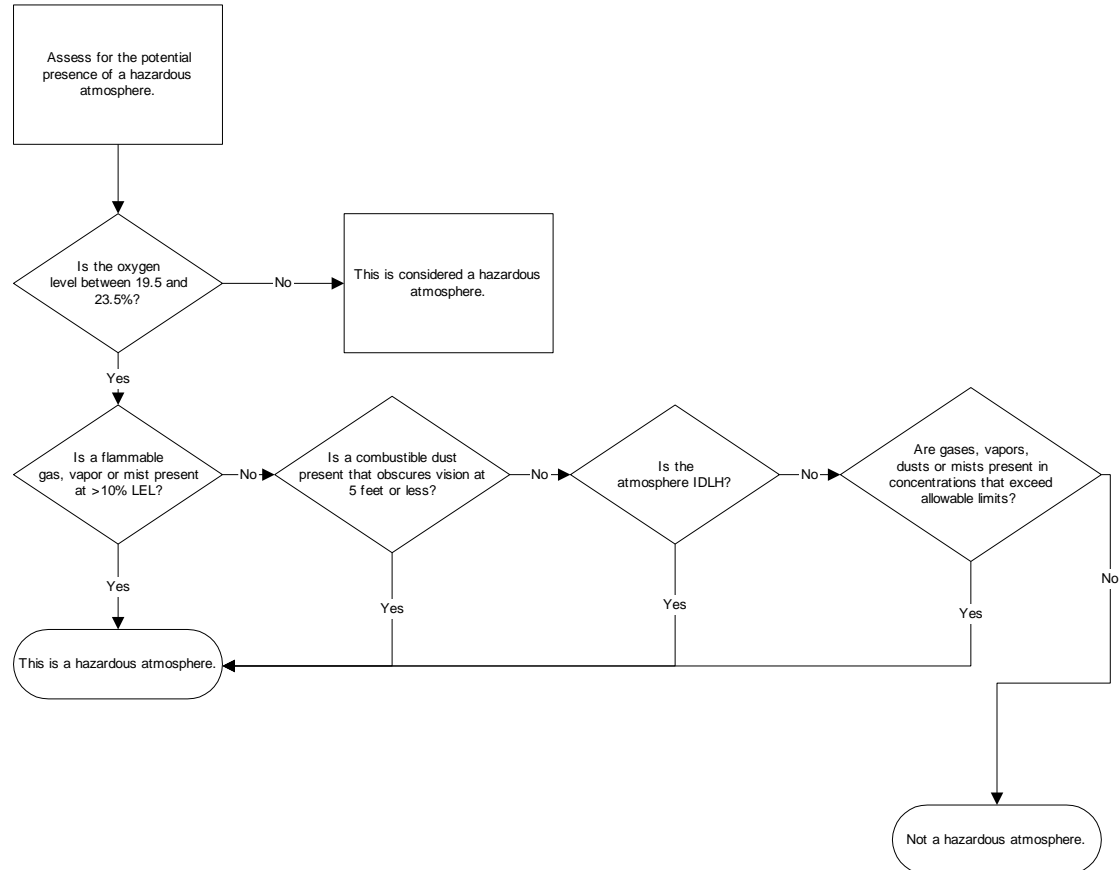 Assess for the potential
presence of a hazardous
atmosphere.
Is the oxygen
level between 19.5 and
23.5%?
No
This is considered a hazardous
atmosphere.
Yes
Is a flammable
gas, vapor or mist present
at >10% LEL?
No
Is a combustible dust
present that obscures vision at
5 feet or less?
No
Is the
atmosphere IDLH?
No
Are gases, vapors,
dusts or mists present in
concentrations that exceed
allowable limits?
No
Yes
Yes
Yes
Yes
This is a hazardous atmosphere.
Not a hazardous atmosphere.